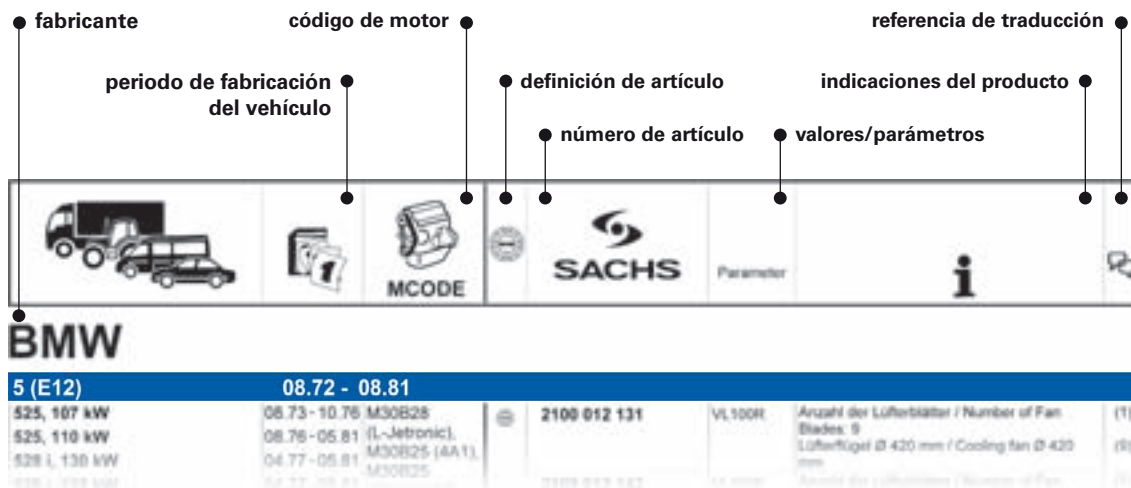 fabricante
código de motor
referencia de traducción
periodo de fabricación
del vehículo
definición de artículo
indicaciones del producto
número de artículo
valores/parámetros
1
MCODE
SACHS
Parameter
i
BMW
5 (E12) 08.72 - 08.81
525, 107 kW 08.73 - 10.76 M30B28 2100 012 131 VL100R Anzahl der Lüfterblätter / Number of Fan (1)
525, 110 kW 08.76 - 05.81 (L-Jetronic), Blades: 9
528 i, 130 kW 04.77 - 05.81 M30B25 (4A1), Lüfterflügel Ø 420 mm / Cooling fan Ø 420
M30B25 mm